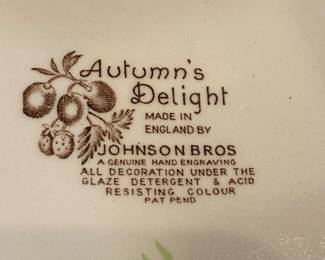 Autumn's
Delight
MADE IN
ENGLAND BY
JOHNSON BROS
A GENUINE HAND ENGRAVING
ALL DECORATION UNDER THE
GLAZE DETERGENT & ACID
RESISTING COLOUR
PAT PEND